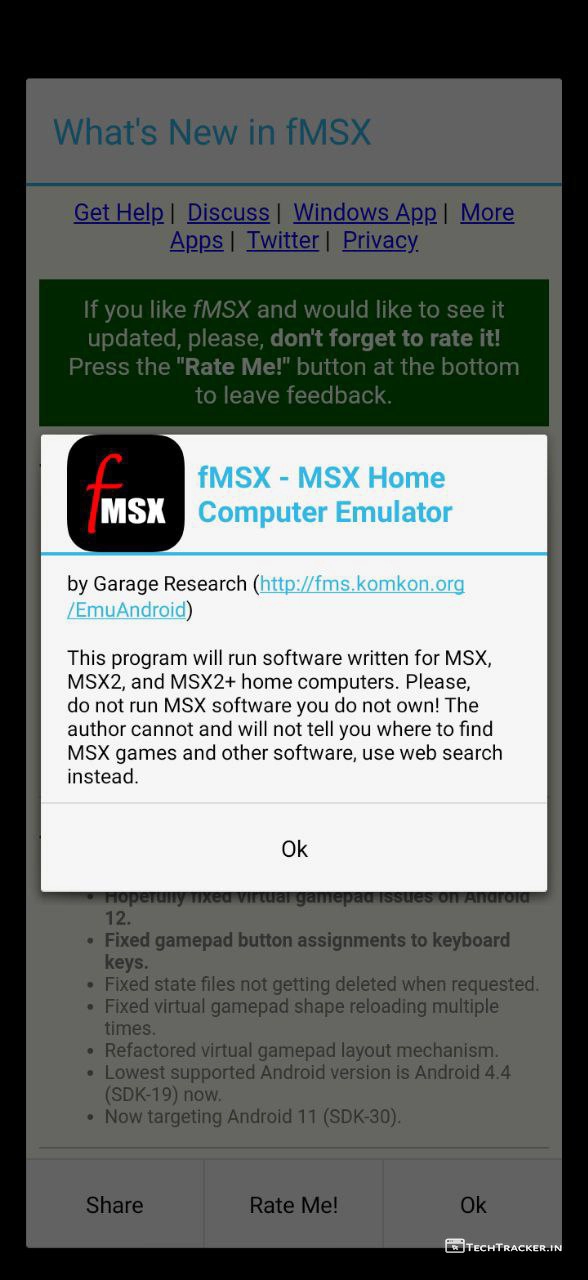 What's New in fMSX
Get Help | Discuss | Windows App | More
Apps | Twitter | Privacy
If you like fMSX and would like to see it
updated, please, don't forget to rate it!
Press the "Rate Me!" button at the bottom
to leave feedback.
fMSX
fMSX - MSX Home
Computer Emulator
by Garage Research (http://fms.komkon.org
/EmuAndroid)
This program will run software written for MSX,
MSX2, and MSX2+ home computers. Please,
do not run MSX software you do not own! The
author cannot and will not tell you where to find
MSX games and other software, use web search
instead.
Ok
• Hopefully fixed virtual gamepad issues on Android
12.
• Fixed gamepad button assignments to keyboard
keys.
• Fixed state files not getting deleted when requested.
• Fixed virtual gamepad shape reloading multiple
times.
• Refactored virtual gamepad layout mechanism.
• Lowest supported Android version is Android 4.4
(SDK-19) now.
• Now targeting Android 11 (SDK-30).
Share Rate Me! Ok
TECHTRACKER.IN